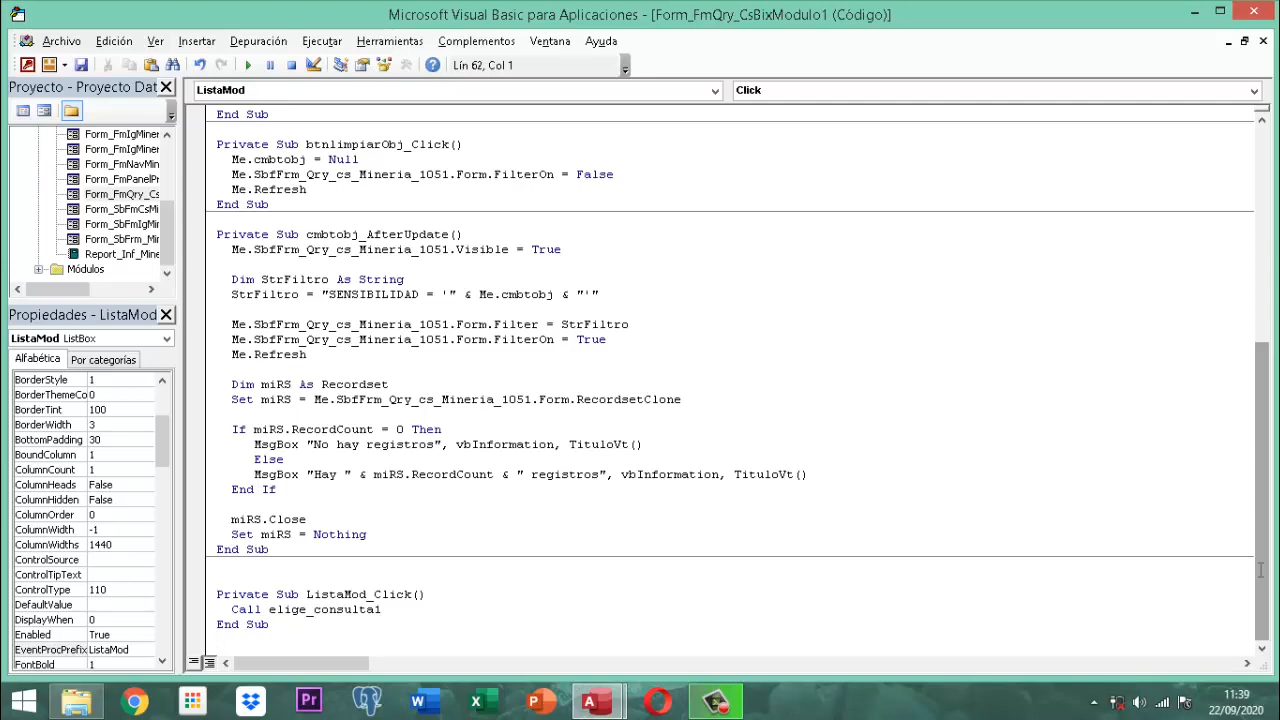 Microsoft Visual Basic para Aplicaciones - [Form_FmQry_CsBixModulo1 (Código)]
Archivo Edición Ver Insertar Formato Depuración Ejecutar Herramientas Complementos Ventana Ayuda
Lín 62, Col 1
Proyecto - Proyecto Dat
ListaMod
Click
Form_FmIgMiner
Form_FmIgMiner
Form_FmNavMin
Form_FmPanelPr
Form_FmQry_Cs
Form_SbFmCsMi
Form_SbFmIgMi
Form_SbFrm_Mi
Report_Inf_Mine
Módulos
Propiedades - ListaMod
ListaMod ListBox
Alfabética Por categorías
BorderStyle 1
BorderThemeCo 0
BorderTint 100
BorderWidth 3
BottomPadding 30
BoundColumn 1
ColumnCount 1
ColumnHeads False
ColumnHidden False
ColumnOrder 0
ColumnWidth -1
ColumnWidths 1440
ControlSource
ControlTipText
ControlType 110
DefaultValue
DisplayWhen 0
Enabled True
EventProcPrefix ListaMod
FontBold 1
End Sub
Private Sub btnlimpiarObj_Click()
Me.cmbtobj = Null
Me.SbfFrm_Qry_cs_Mineria_1051.Form.FilterOn = False
Me.Refresh
End Sub
Private Sub cmbtobj_AfterUpdate()
Me.SbfFrm_Qry_cs_Mineria_1051.Visible = True
Dim StrFiltro As String
StrFiltro = "SENSIBILIDAD = '" & Me.cmbtobj & "'"
Me.SbfFrm_Qry_cs_Mineria_1051.Form.Filter = StrFiltro
Me.SbfFrm_Qry_cs_Mineria_1051.Form.FilterOn = True
Me.Refresh
Dim miRS As Recordset
Set miRS = Me.SbfFrm_Qry_cs_Mineria_1051.Form.RecordsetClone
If miRS.RecordCount = 0 Then
MsgBox "No hay registros", vbInformation, TituloVt()
Else
MsgBox "Hay " & miRS.RecordCount & " registros", vbInformation, TituloVt()
End If
miRS.Close
Set miRS = Nothing
End Sub
Private Sub ListaMod_Click()
Call elige_consulta1
End Sub
Pr
11:39
22/09/2020